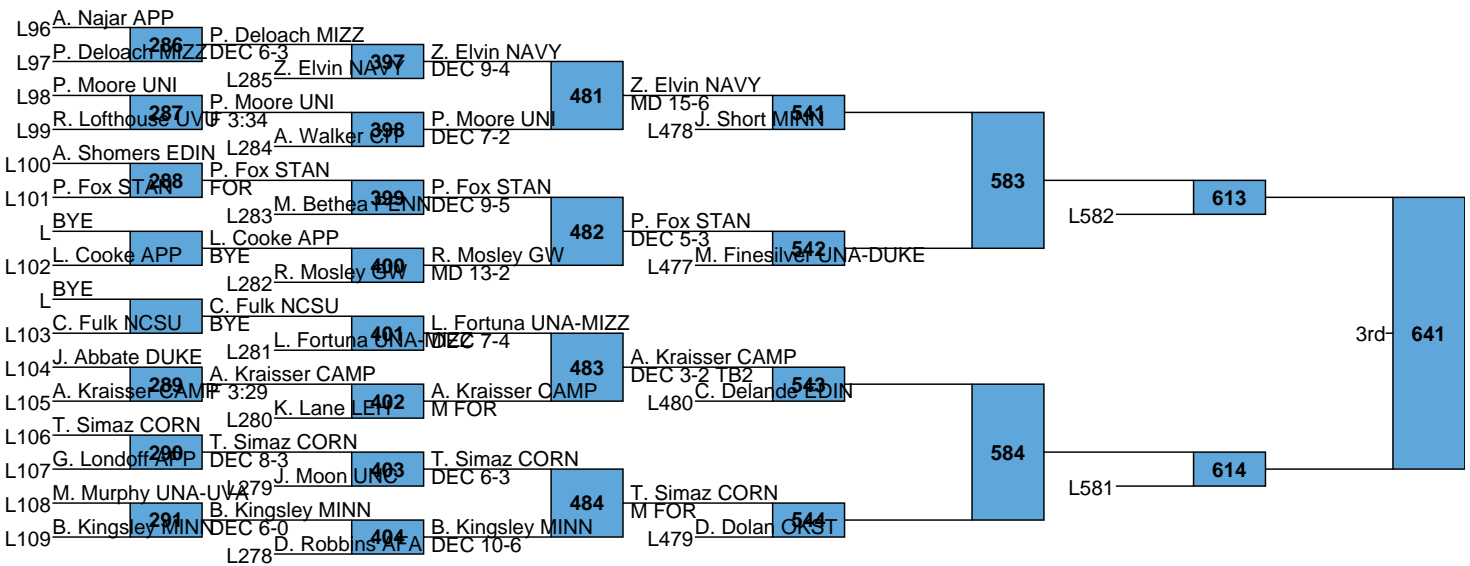 L96 A. Najar APP
286
L97 P. Deloach MIZZ
P. Deloach MIZZ
DEC 6-3
397
L285 Z. Elvin NAVY
Z. Elvin NAVY
DEC 9-4
L98 P. Moore UNI
287
L99 R. Lofthouse UVU
P. Moore UNI
F 3:34
398
L284 A. Walker CIT
P. Moore UNI
DEC 7-2
481
Z. Elvin NAVY
MD 15-6
541
L478 J. Short MINN
L100 A. Shomers EDIN
288
L101 P. Fox STAN
P. Fox STAN
FOR
399
L283 M. Bethea PENN
P. Fox STAN
DEC 9-5
L BYE
L102 L. Cooke APP
L. Cooke APP
BYE
400
L282 R. Mosley GW
R. Mosley GW
MD 13-2
482
P. Fox STAN
DEC 5-3
542
L477 M. Finesilver UNA-DUKE
583
L582
613
L BYE
L103 C. Fulk NCSU
C. Fulk NCSU
BYE
401
L281 L. Fortuna UNA-MIZZ
L. Fortuna UNA-MIZZ
DEC 7-4
L104 J. Abbate DUKE
289
L105 A. Kraisser CAMP
A. Kraisser CAMP
F 3:29
402
L280 K. Lane LEH
A. Kraisser CAMP
M FOR
483
A. Kraisser CAMP
DEC 3-2 TB2
543
L480 C. Delande EDIN
L106 T. Simaz CORN
290
L107 G. Londoff APP
T. Simaz CORN
DEC 8-3
403
L279 J. Moon UNC
T. Simaz CORN
DEC 6-3
L108 M. Murphy UNA-UVA
291
L109 B. Kingsley MINN
B. Kingsley MINN
DEC 6-0
404
L278 D. Robbins AFA
B. Kingsley MINN
DEC 10-6
484
T. Simaz CORN
M FOR
544
L479 D. Dolan OKST
584
L581
614
3rd
641